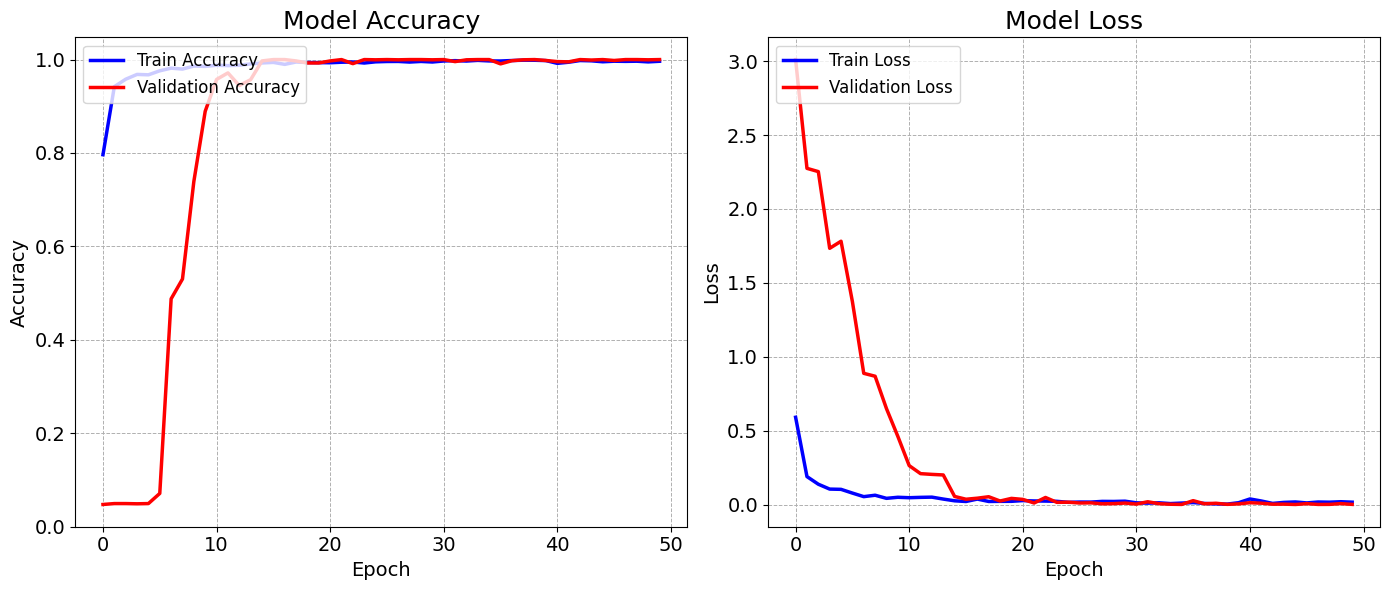 Model Accuracy
Train Accuracy
Validation Accuracy
1.0
0.8
0.6
0.4
0.2
0.0
Accuracy
0 10 20 30 40 50
Epoch
Model Loss
Train Loss
Validation Loss
3.0
2.5
2.0
1.5
1.0
0.5
0.0
Loss
0 10 20 30 40 50
Epoch